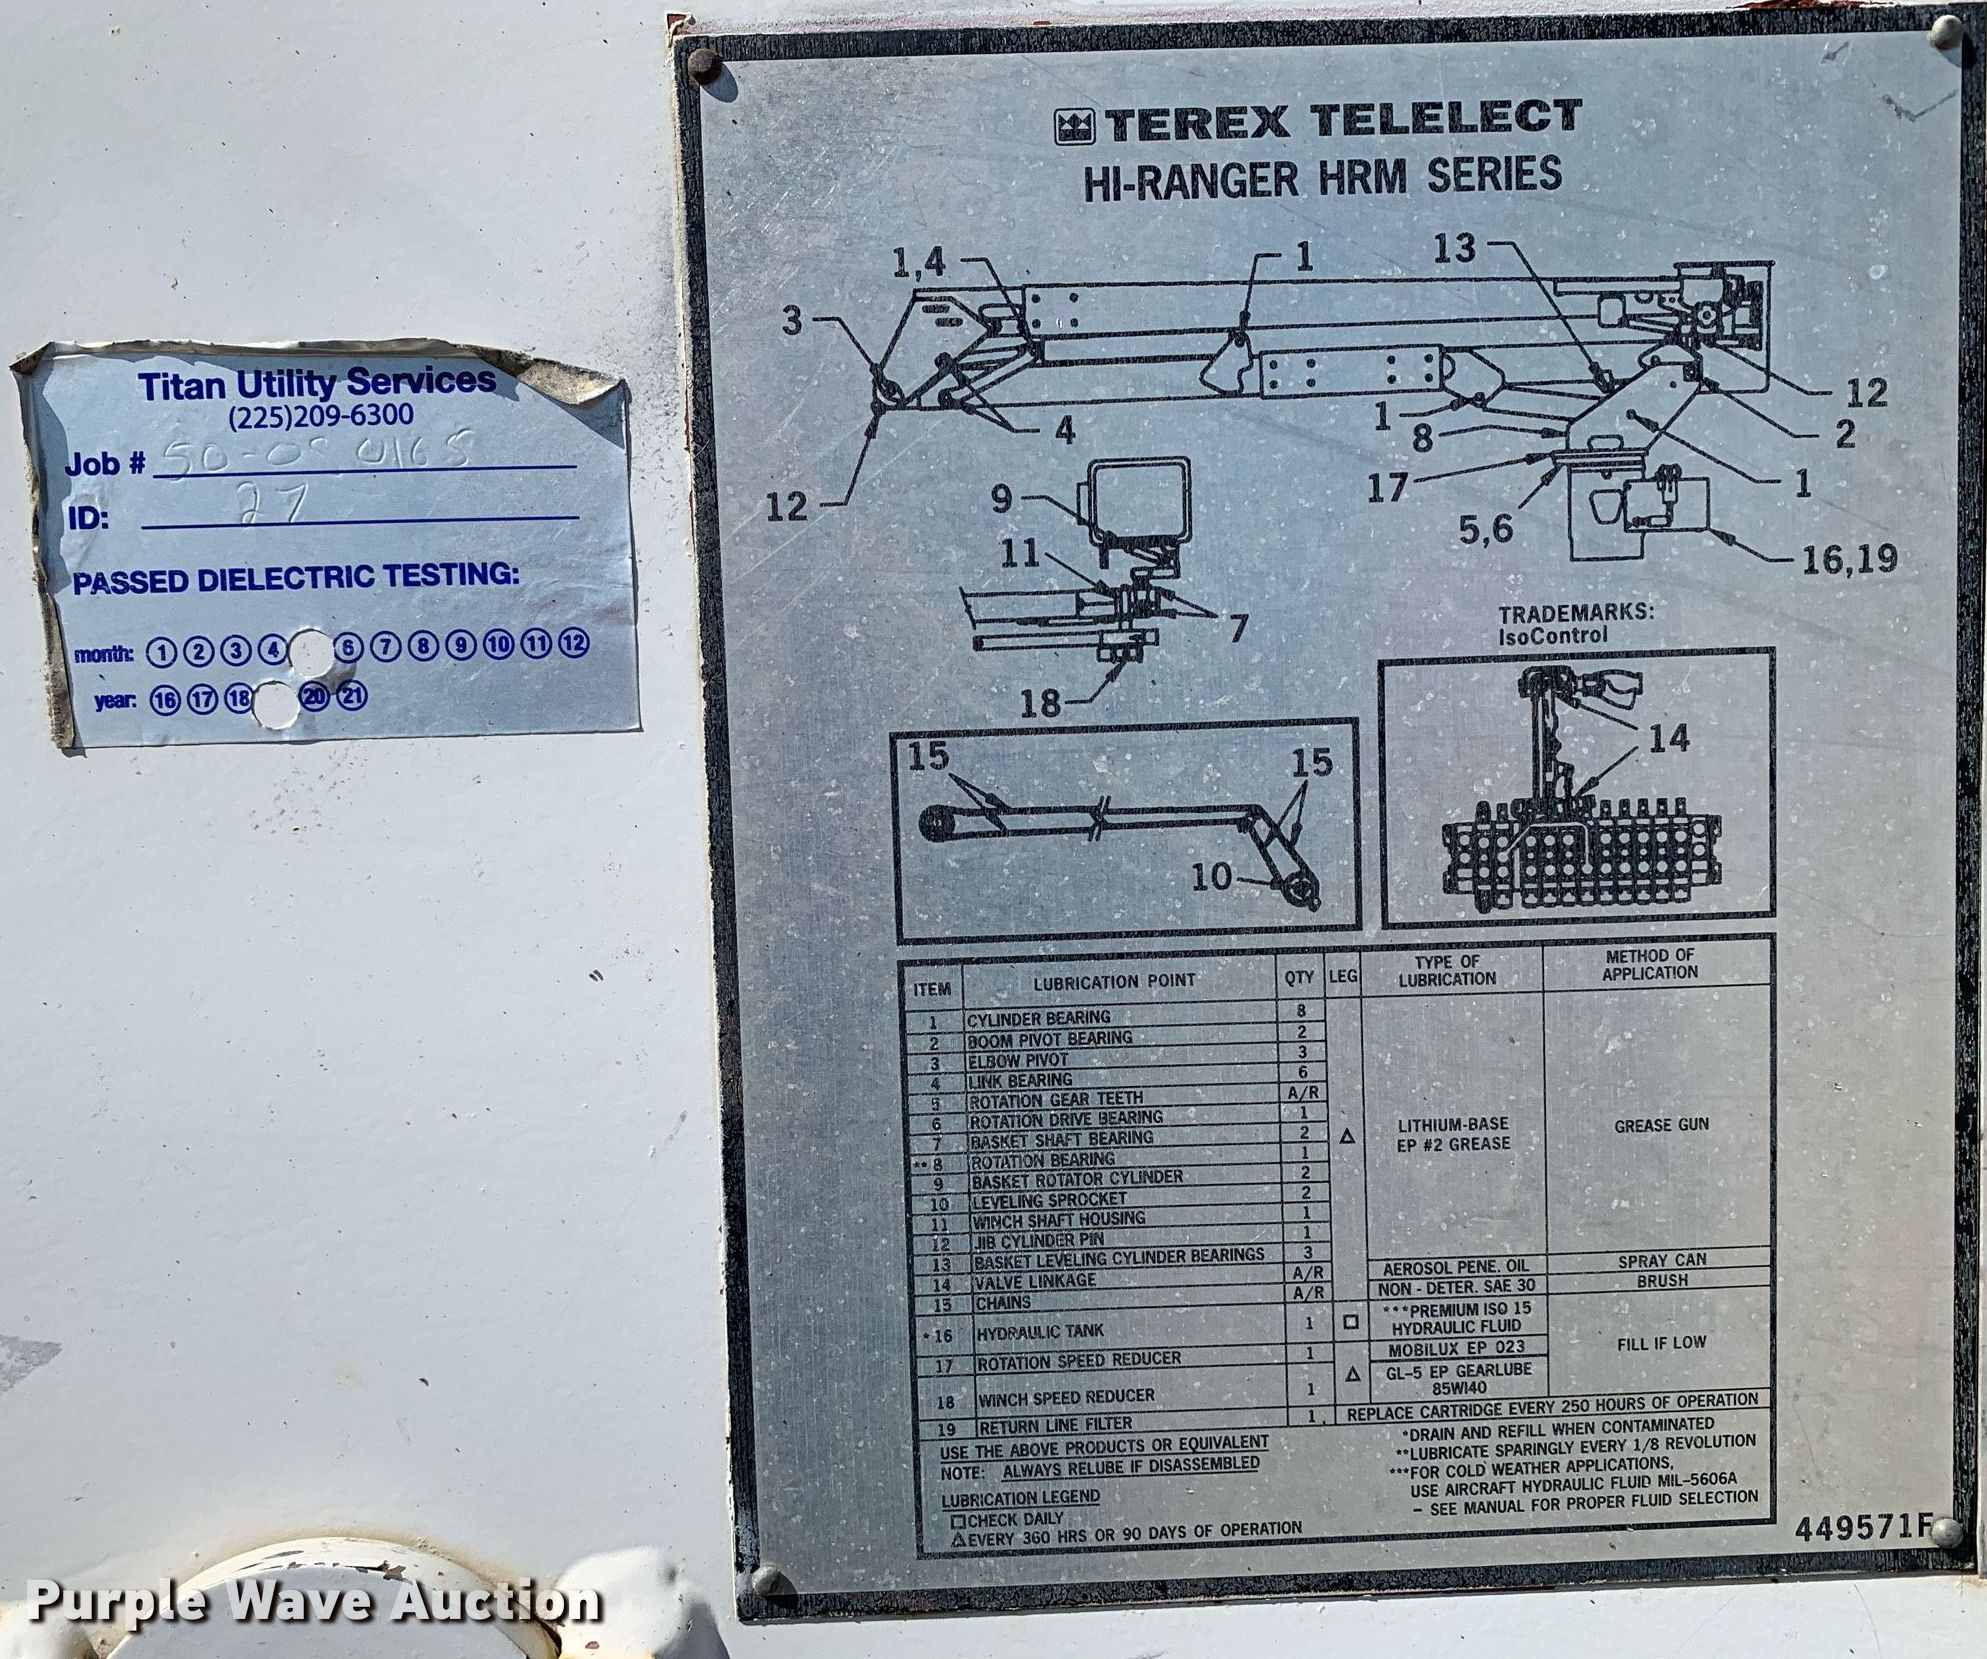 Titan Utility Services
(225)209-6300
Job #
ID: 27
PASSED DIELECTRIC TESTING:
month: 1 2 3 4 6 7 8 9 10 11 12
year: 16 17 18 20 21
TEREX TELELECT
HI-RANGER HRM SERIES
1,4
1
13
3
12
1
4
8
2
17
1
12
9
5,6
11
16,19
7
18
TRADEMARKS:
IsoControl
15
15
10
14
ITEM LUBRICATION POINT QTY LEG TYPE OF LUBRICATION METHOD OF APPLICATION
1 CYLINDER BEARING 8
2 BOOM PIVOT BEARING 2
3 ELBOW PIVOT 3
4 LINK BEARING 6
5 ROTATION GEAR TEETH A/R
6 ROTATION DRIVE BEARING 1
7 BASKET SHAFT BEARING 2 △ LITHIUM-BASE EP #2 GREASE GREASE GUN
**8 ROTATION BEARING 1
9 BASKET ROTATOR CYLINDER 2
10 LEVELING SPROCKET 2
11 WINCH SHAFT HOUSING 1
12 JIB CYLINDER PIN 1
13 BASKET LEVELING CYLINDER BEARINGS 3
14 VALVE LINKAGE A/R AEROSOL PENE. OIL SPRAY CAN
15 CHAINS A/R NON - DETER. SAE 30 BRUSH
*16 HYDRAULIC TANK 1 □ ***PREMIUM ISO 15 HYDRAULIC FLUID FILL IF LOW
17 ROTATION SPEED REDUCER 1 MOBILUX EP 023
18 WINCH SPEED REDUCER 1 △ GL-5 EP GEARLUBE 85W140
19 RETURN LINE FILTER 1 REPLACE CARTRIDGE EVERY 250 HOURS OF OPERATION
USE THE ABOVE PRODUCTS OR EQUIVALENT
NOTE: ALWAYS RELUBE IF DISASSEMBLED
LUBRICATION LEGEND
□CHECK DAILY
△EVERY 360 HRS OR 90 DAYS OF OPERATION
*DRAIN AND REFILL WHEN CONTAMINATED
**LUBRICATE SPARINGLY EVERY 1/8 REVOLUTION
***FOR COLD WEATHER APPLICATIONS,
USE AIRCRAFT HYDRAULIC FLUID MIL-5606A
- SEE MANUAL FOR PROPER FLUID SELECTION
449571F
Purple Wave Auction